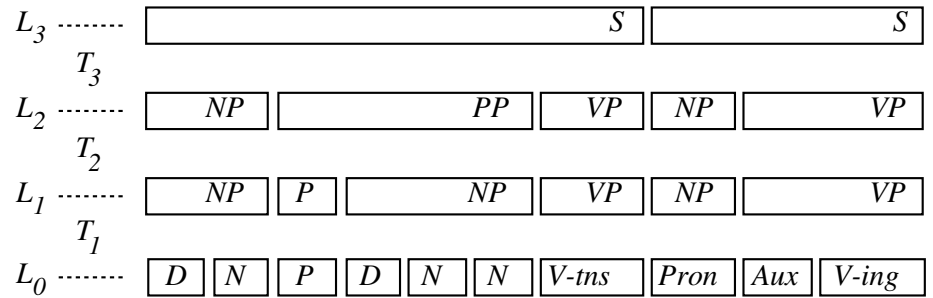 L3 S S
T3
L2 NP PP VP NP VP
T2
L1 NP P NP VP NP VP
T1
L0 D N P D N N V-tns Pron Aux V-ing